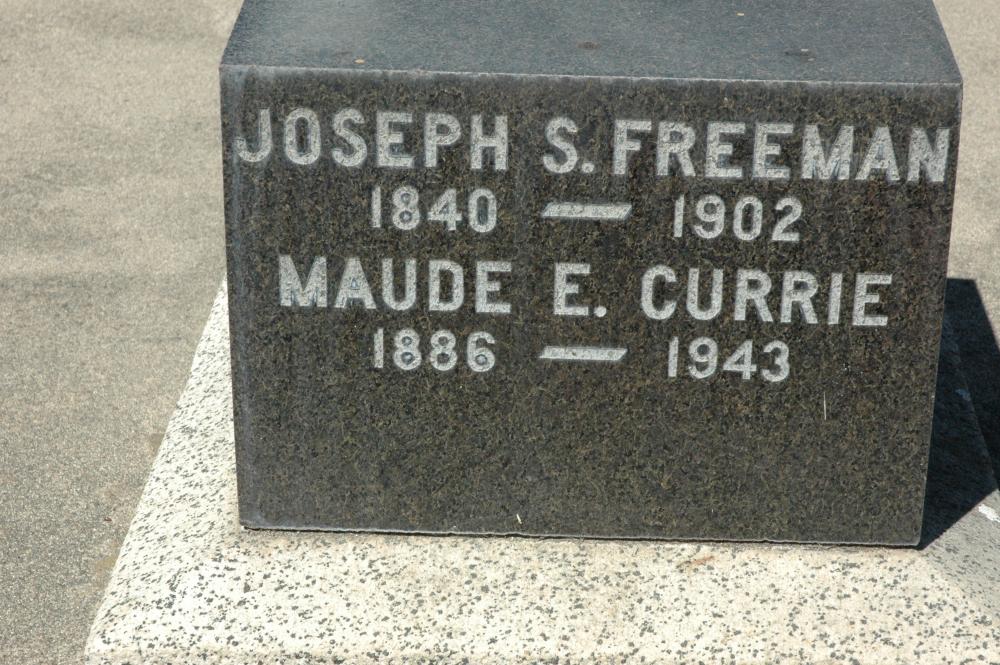 JOSEPH S. FREEMAN
1840 — 1902
MAUDE E. CURRIE
1886 — 1943